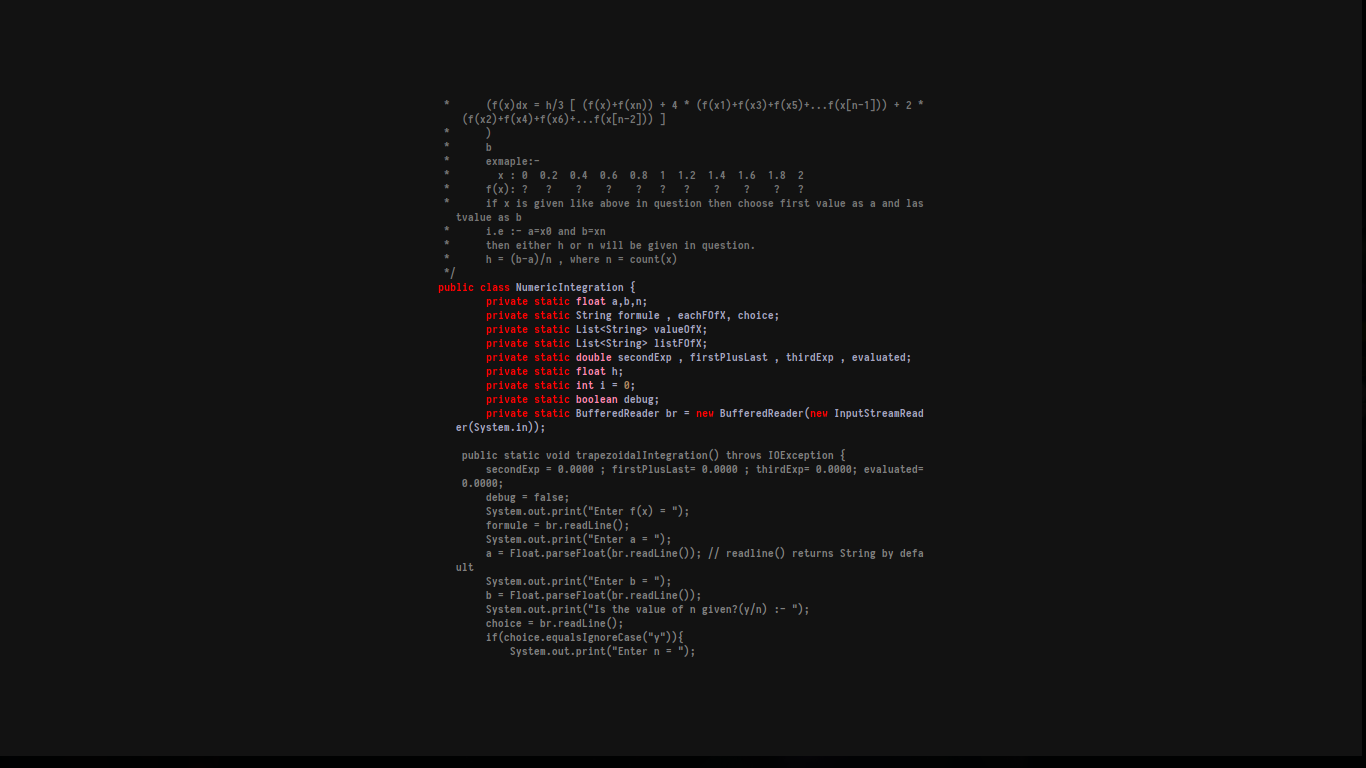 *      (f(x)dx = h/3 [ (f(x)+f(xn)) + 4 * (f(x1)+f(x3)+f(x5)+...f(x[n-1])) + 2 *
(f(x2)+f(x4)+f(x6)+...f(x[n-2])) ]
*      )
*      b
*      exmaple:-
*        x : 0  0.2  0.4  0.6  0.8  1  1.2  1.4  1.6  1.8  2
*      f(x): ?   ?    ?    ?    ?   ?   ?    ?    ?    ?   ?
*      if x is given like above in question then choose first value as a and las
tvalue as b
*      i.e :- a=x0 and b=xn
*      then either h or n will be given in question.
*      h = (b-a)/n , where n = count(x)
*/
public class NumericIntegration {
        private static float a,b,n;
        private static String formule , eachFOfX, choice;
        private static List<String> valueOfX;
        private static List<String> listFOfX;
        private static double secondExp , firstPlusLast , thirdExp , evaluated;
        private static float h;
        private static int i = 0;
        private static boolean debug;
        private static BufferedReader br = new BufferedReader(new InputStreamRead
er(System.in));
    public static void trapezoidalIntegration() throws IOException {
        secondExp = 0.0000 ; firstPlusLast= 0.0000 ; thirdExp= 0.0000; evaluated=
0.0000;
        debug = false;
        System.out.print("Enter f(x) = ");
        formule = br.readLine();
        System.out.print("Enter a = ");
        a = Float.parseFloat(br.readLine()); // readline() returns String by defa
ult
        System.out.print("Enter b = ");
        b = Float.parseFloat(br.readLine());
        System.out.print("Is the value of n given?(y/n) :- ");
        choice = br.readLine();
        if(choice.equalsIgnoreCase("y")){
            System.out.print("Enter n = ");